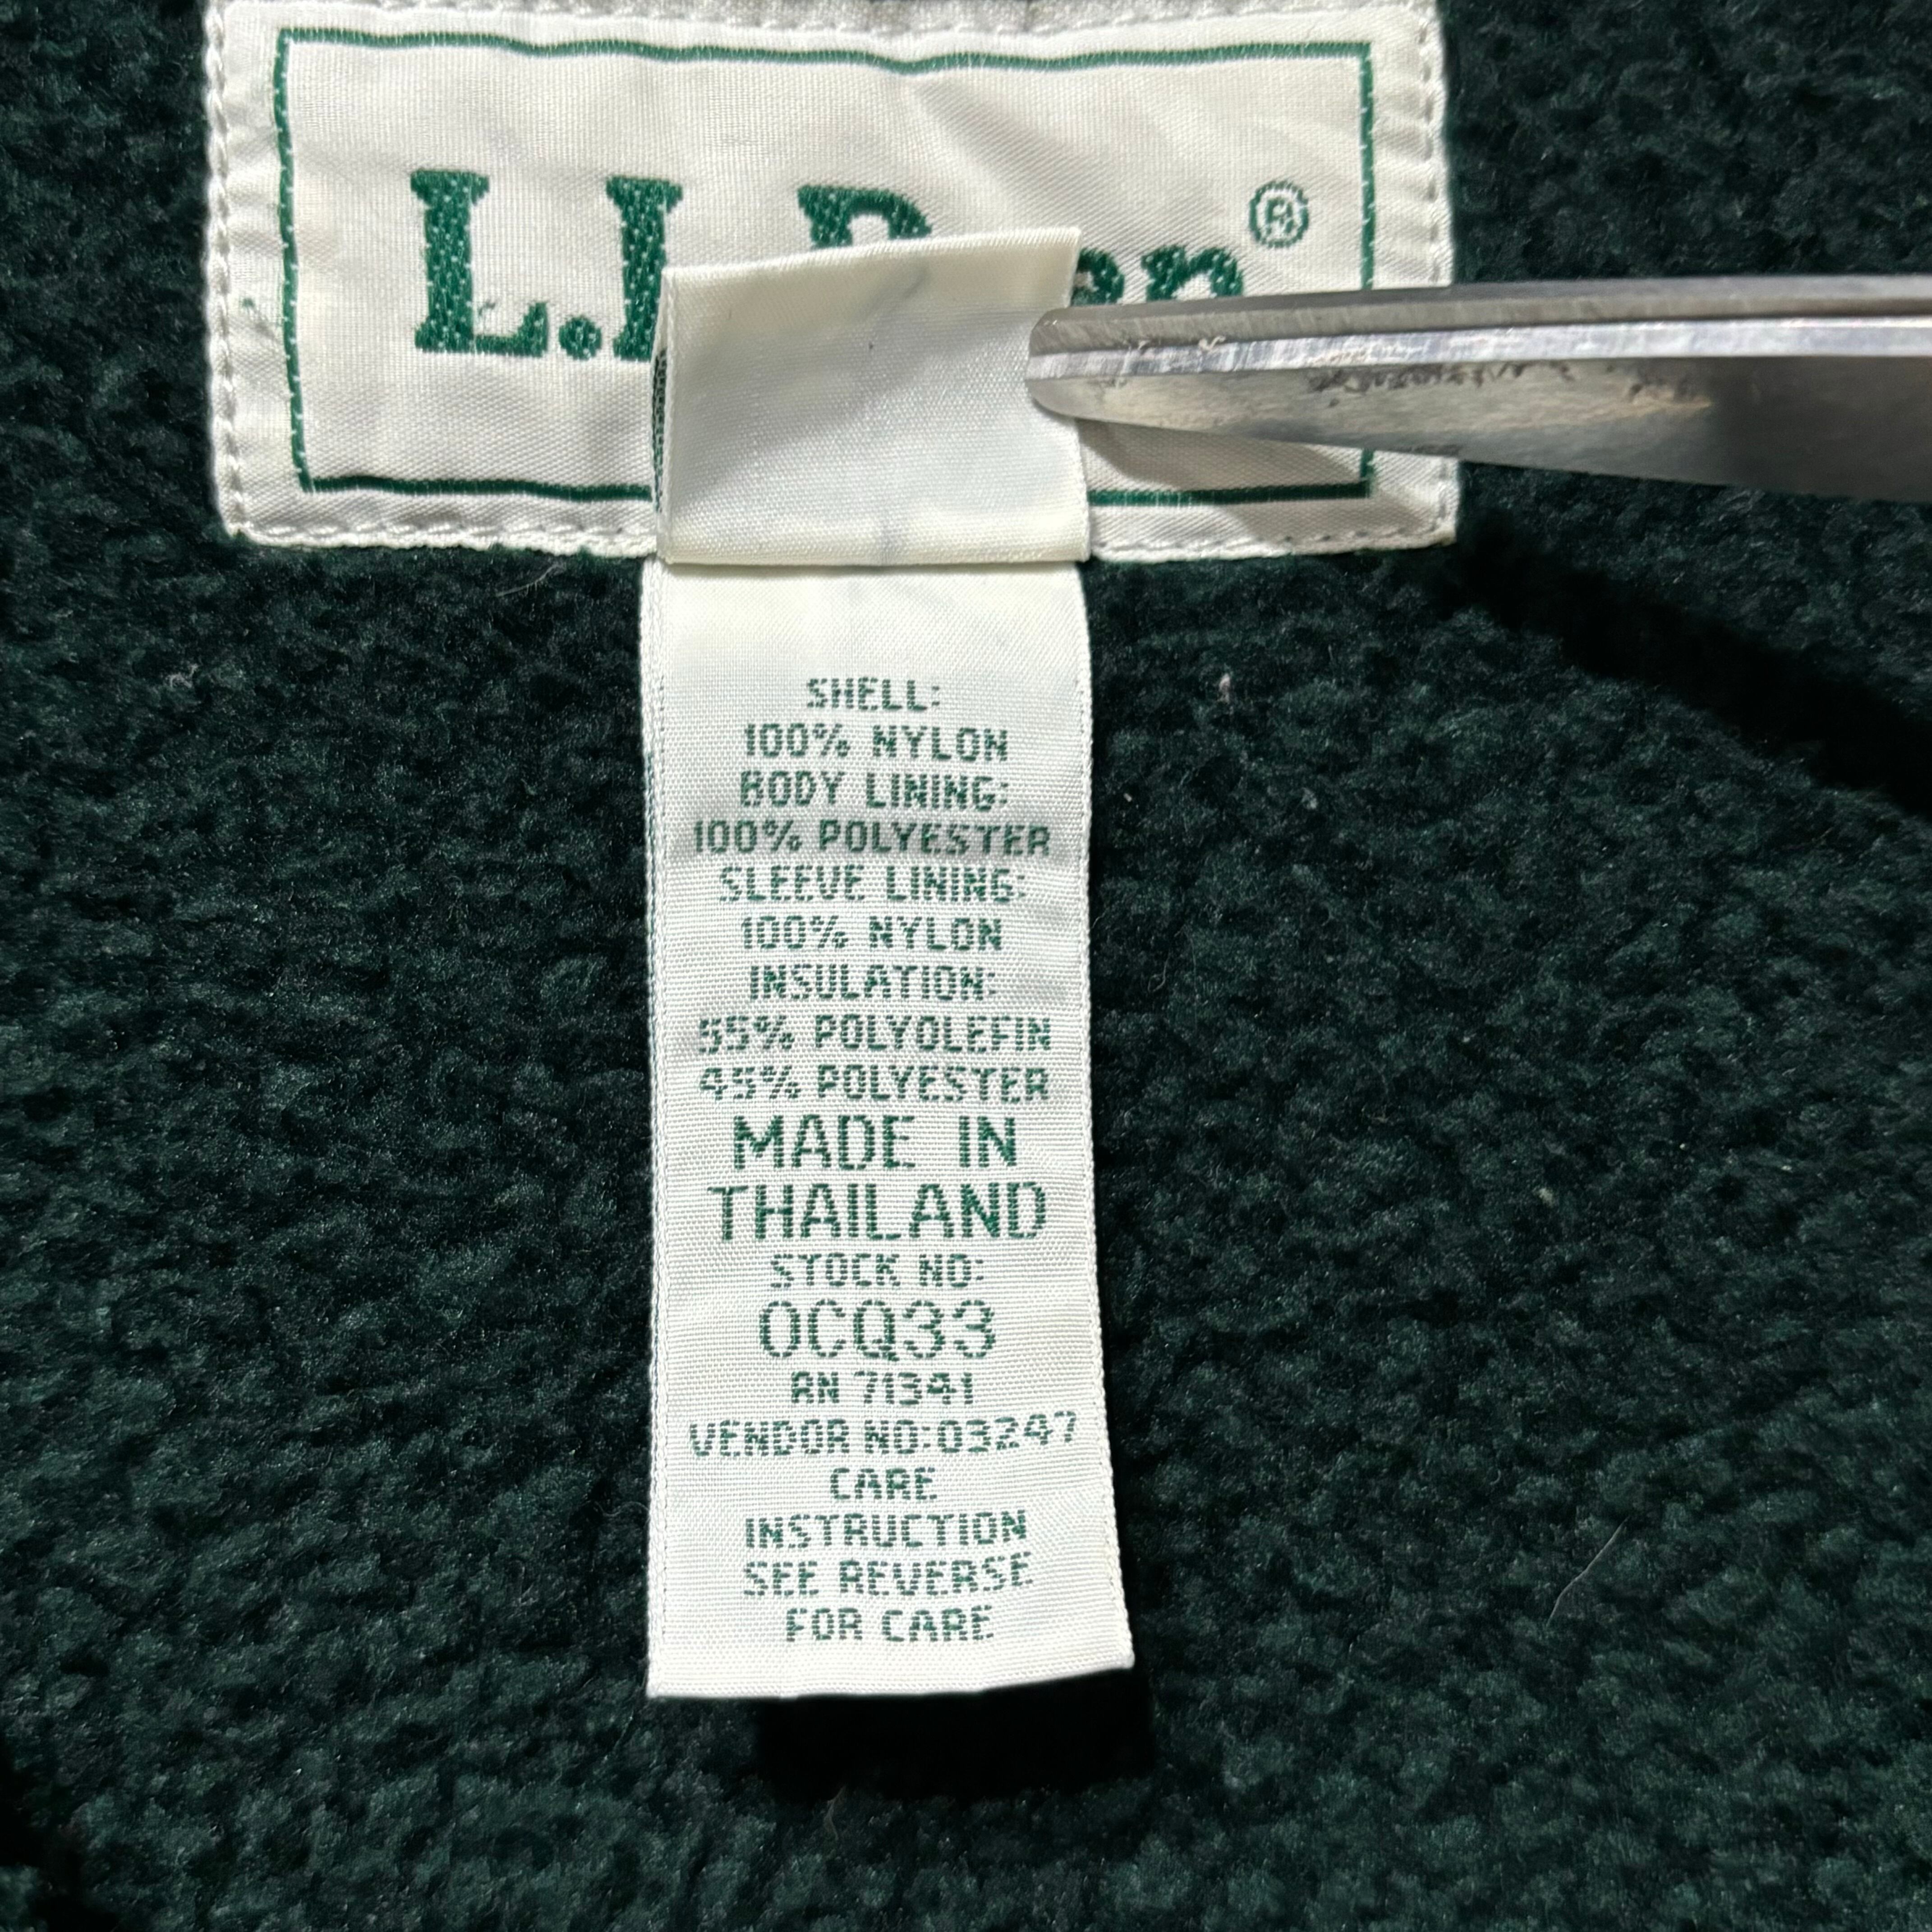 L.L. Bean®
SHELL:
100% NYLON
BODY LINING:
100% POLYESTER
SLEEVE LINING:
100% NYLON
INSULATION:
55% POLYOLEFIN
45% POLYESTER
MADE IN
THAILAND
STOCK NO:
0CQ33
RN 71341
VENDOR NO:03247
CARE
INSTRUCTION
SEE REVERSE
FOR CARE